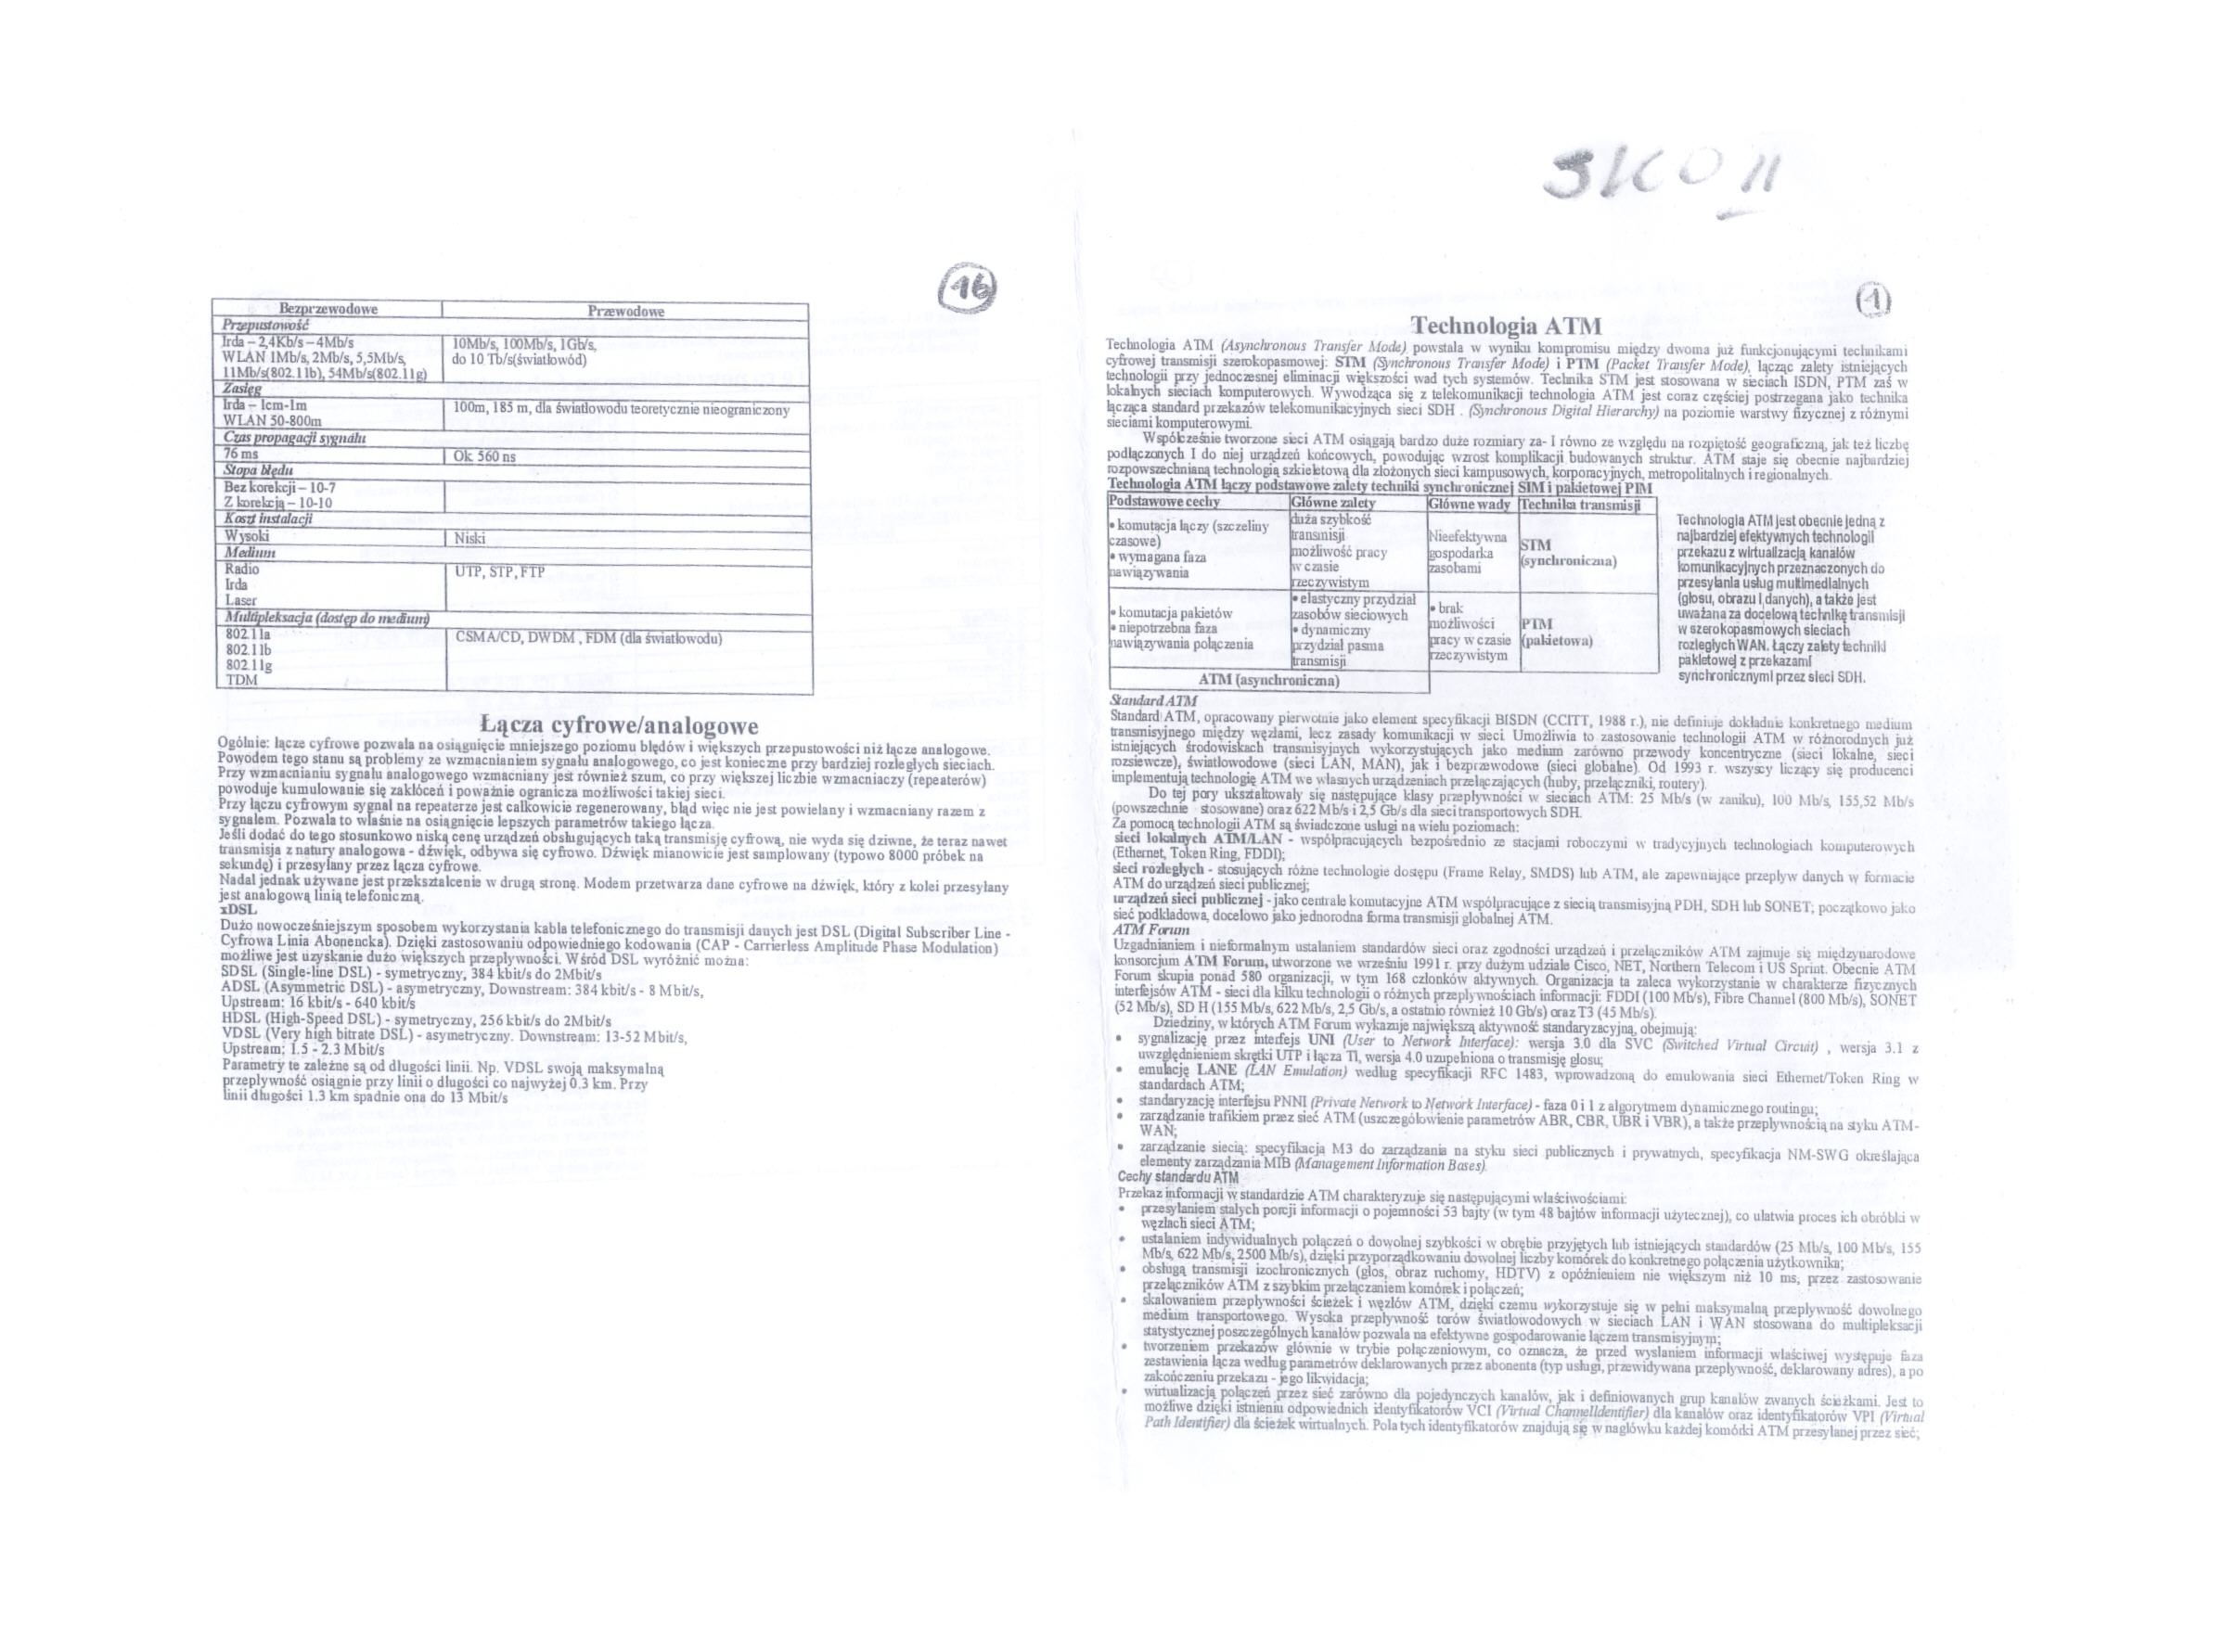 16
Bezprzewodowe Przewodowe
Przepustowość
Irda – 2,4Kb/s – 4Mb/s 10Mb/s, 100Mb/s, 1Gb/s,
WLAN 1Mb/s, 2Mb/s, 5,5Mb/s, do 10 Tb/s(światłowód)
11Mb/s(802.11b), 54Mb/s(802.11g)
Zasięg
Irda – 1cm-1m 100m, 185 m, dla światłowodu teoretycznie nieograniczony
WLAN 50-800m
Czas propagacji sygnału
76 ms Ok 560 ns
Stopa błędu
Bez korekcji – 10-7
Z korekcją – 10-10
Koszt instalacji
Wysoki Niski
Medium
Radio UTP, STP, FTP
Irda
Laser
Multipleksacja (dostęp do medium)
802.11a CSMA/CD, DWDM , FDM (dla światłowodu)
802.11b
802.11g
TDM
Łącza cyfrowe/analogowe
Ogólnie: łącze cyfrowe pozwala na osiągnięcie mniejszego poziomu błędów i większych przepustowości niż łącze analogowe.
Powodem tego stanu są problemy ze wzmacnianiem sygnału analogowego, co jest konieczne przy bardziej rozległych sieciach.
Przy wzmacnianiu sygnału analogowego wzmacniany jest również szum, co przy większej liczbie wzmacniaczy (repeaterów)
powoduje kumulowanie się zakłóceń i poważnie ogranicza możliwości takiej sieci.
Przy łączu cyfrowym sygnał na repeaterze jest całkowicie regenerowany, błąd więc nie jest powielany i wzmacniany razem z
sygnałem. Pozwala to właśnie na osiągnięcie lepszych parametrów takiego łącza.
Jeśli dodać do tego stosunkowo niską cenę urządzeń obsługujących taką transmisję cyfrową, nie wyda się dziwne, że teraz nawet
transmisja z natury analogowa - dźwięk, odbywa się cyfrowo. Dźwięk mianowicie jest samplowany (typowo 8000 próbek na
sekundę) i przesyłany przez łącza cyfrowe.
Nadal jednak używane jest przekształcenie w drugą stronę. Modem przetwarza dane cyfrowe na dźwięk, który z kolei przesyłany
jest analogową linią telefoniczną.
xDSL
Dużo nowocześniejszym sposobem wykorzystania kabla telefonicznego do transmisji danych jest DSL (Digital Subscriber Line -
Cyfrowa Linia Abonencka). Dzięki zastosowaniu odpowiedniego kodowania (CAP - Carrierless Amplitude Phase Modulation)
możliwe jest uzyskanie dużo większych przepływności. Wśród DSL wyróżnić można:
SDSL (Single-line DSL) - symetryczny, 384 kbit/s do 2Mbit/s
ADSL (Asymmetric DSL) - asymetryczny, Downstream: 384 kbit/s - 8 Mbit/s,
Upstream: 16 kbit/s - 640 kbit/s
HDSL (High-Speed DSL) - symetryczny, 256 kbit/s do 2Mbit/s
VDSL (Very high bitrate DSL) - asymetryczny. Downstream: 13-52 Mbit/s,
Upstream: 1.5 - 2.3 Mbit/s
Parametry te zależne są od długości linii. Np. VDSL swoją maksymalną
przepływność osiągnie przy linii o długości co najwyżej 0.3 km. Przy
linii długości 1.3 km spadnie ona do 13 Mbit/s
SKO II
1
Technologia ATM
Technologia ATM (Asynchronous Transfer Mode) powstała w wyniku kompromisu między dwoma już funkcjonującymi technikami
cyfrowej transmisji szerokopasmowej: STM (Synchronous Transfer Mode) i PTM (Packet Transfer Mode), łącząc zalety istniejących
technologii przy jednoczesnej eliminacji większości wad tych systemów. Technika STM jest stosowana w sieciach ISDN, PTM zaś w
lokalnych sieciach komputerowych. Wywodząca się z telekomunikacji technologia ATM jest coraz częściej postrzegana jako technika
łącząca standard przekazów telekomunikacyjnych sieci SDH . (Synchronous Digital Hierarchy) na poziomie warstwy fizycznej z różnymi
sieciami komputerowymi.
Współcześnie tworzone sieci ATM osiągają bardzo duże rozmiary za- I równo ze względu na rozpiętość geograficzną, jak też liczbę
podłączonych I do niej urządzeń końcowych, powodując wzrost komplikacji budowanych struktur. ATM staje się obecnie najbardziej
rozpowszechnianą technologią szkieletową dla złożonych sieci kampusowych, korporacyjnych, metropolitalnych i regionalnych.
Technologia ATM łączy podstawowe zalety techniki synchronicznej SIM i pakietowej PIM
Podstawowe cechy Główne zalety Główne wady Technika transmisji
• komutacja łączy (szczeliny czasowe)
• wymagana faza nawiązywania
duża szybkość transmisji
możliwość pracy w czasie rzeczywistym
Nieefektywna gospodarka zasobami
STM (synchroniczna)
• komutacja pakietów
• niepotrzebna faza nawiązywania połączenia
• elastyczny przydział zasobów sieciowych
• dynamiczny przydział pasma transmisji
• brak możliwości pracy w czasie rzeczywistym
PTM (pakietowa)
ATM (asynchroniczna)
Technologia ATM jest obecnie jedną z
najbardziej efektywnych technologii
przekazu z wirtualizacją kanałów
komunikacyjnych przeznaczonych do
przesyłania usług multimedialnych
(głosu, obrazu i danych), a także jest
uważana za docelową technikę transmisji
w szerokopasmowych sieciach
rozległych WAN. Łączy zalety techniki
pakietowej z przekazami
synchronicznymi przez sieci SDH.
Standard ATM
Standard ATM, opracowany pierwotnie jako element specyfikacji BISDN (CCITT, 1988 r.), nie definiuje dokładnie konkretnego medium
transmisyjnego między węzłami, lecz zasady komunikacji w sieci. Umożliwia to zastosowanie technologii ATM w różnorodnych już
istniejących środowiskach transmisyjnych wykorzystujących jako medium zarówno przewody koncentryczne (sieci lokalne, sieci
rozsiewcze), światłowodowe (sieci LAN, MAN), jak i bezprzewodowe (sieci globalne). Od 1993 r. wszyscy liczący się producenci
implementują technologię ATM we własnych urządzeniach przełączających (huby, przełączniki, routery).
Do tej pory ukształtowały się następujące klasy przepływności w sieciach ATM: 25 Mb/s (w zaniku), 100 Mb/s, 155,52 Mb/s
(powszechnie stosowane) oraz 622 Mb/s i 2,5 Gb/s dla sieci transportowych SDH.
Za pomocą technologii ATM są świadczone usługi na wielu poziomach:
sieci lokalnych ATM/LAN - współpracujących bezpośrednio ze stacjami roboczymi w tradycyjnych technologiach komputerowych
(Ethernet, Token Ring, FDDI);
sieci rozległych - stosujących różne technologie dostępu (Frame Relay, SMDS) lub ATM, ale zapewniające przepływ danych w formacie
ATM do urządzeń sieci publicznej;
urządzeń sieci publicznej - jako centrale komutacyjne ATM współpracujące z siecią transmisyjną PDH, SDH lub SONET; początkowo jako
sieć podkładowa, docelowo jako jednorodna forma transmisji globalnej ATM.
ATM Forum
Uzgadnianiem i nieformalnym ustalaniem standardów sieci oraz zgodności urządzeń i przełączników ATM zajmuje się międzynarodowe
konsorcjum ATM Forum, utworzone we wrześniu 1991 r. przy dużym udziale Cisco, NET, Northern Telecom i US Sprint. Obecnie ATM
Forum skupia ponad 580 organizacji, w tym 168 członków aktywnych. Organizacja ta zaleca wykorzystanie w charakterze fizycznych
interfejsów ATM - sieci dla kilku technologii o różnych przepływnościach informacji: FDDI (100 Mb/s), Fibre Channel (800 Mb/s), SONET
(52 Mb/s), SD H (155 Mb/s, 622 Mb/s, 2,5 Gb/s, a ostatnio również 10 Gb/s) oraz T3 (45 Mb/s).
Dziedziny, w których ATM Forum wykazuje największą aktywność standaryzacyjną, obejmują:
• sygnalizację przez interfejs UNI (User to Network Interface): wersja 3.0 dla SVC (Switched Virtual Circuit) , wersja 3.1 z
uwzględnieniem skrętki UTP i łącza Tl, wersja 4.0 uzupełniona o transmisję głosu;
• emulację LANE (LAN Emulation) według specyfikacji RFC 1483, wprowadzoną do emulowania sieci Ethernet/Token Ring w
standardach ATM;
• standaryzację interfejsu PNNI (Private Network to Network Interface) - faza 0 i 1 z algorytmem dynamicznego routingu;
• zarządzanie trafikiem przez sieć ATM (uszczegółowienie parametrów ABR, CBR, UBR i VBR), a także przepływnością na styku ATM-
WAN;
• zarządzanie siecią: specyfikacja M3 do zarządzania na styku sieci publicznych i prywatnych, specyfikacja NM-SWG określająca
elementy zarządzania MIB (Management Information Bases).
Cechy standardu ATM
Przekaz informacji w standardzie ATM charakteryzuje się następującymi właściwościami:
• przesyłaniem stałych porcji informacji o pojemności 53 bajty (w tym 48 bajtów informacji użytecznej), co ułatwia proces ich obróbki w
węzłach sieci ATM;
• ustalaniem indywidualnych połączeń o dowolnej szybkości w obrębie przyjętych lub istniejących standardów (25 Mb/s, 100 Mb/s, 155
Mb/s, 622 Mb/s, 2500 Mb/s), dzięki przyporządkowaniu dowolnej liczby komórek do konkretnego połączenia użytkownika;
• obsługą transmisji izochronicznych (głos, obraz ruchomy, HDTV) z opóźnieniem nie większym niż 10 ms, przez zastosowanie
przełączników ATM z szybkim przełączaniem komórek i połączeń;
• skalowaniem przepływności ścieżek i węzłów ATM, dzięki czemu wykorzystuje się w pełni maksymalną przepływność dowolnego
medium transportowego. Wysoka przepływność torów światłowodowych w sieciach LAN i WAN stosowana do multipleksacji
statystycznej poszczególnych kanałów pozwala na efektywne gospodarowanie łączem transmisyjnym;
• tworzeniem przekazów głównie w trybie połączeniowym, co oznacza, że przed wysłaniem informacji właściwej występuje faza
zestawienia łącza według parametrów deklarowanych przez abonenta (typ usługi, przewidywana przepływność, deklarowany adres), a po
zakończeniu przekazu - jego likwidacja;
• wirtualizacją połączeń przez sieć zarówno dla pojedynczych kanałów, jak i definiowanych grup kanałów zwanych ścieżkami. Jest to
możliwe dzięki istnieniu odpowiednich identyfikatorów VCI (Virtual ChannelIdentifier) dla kanałów oraz identyfikatorów VPI (Virtual
Path Identifier) dla ścieżek wirtualnych. Pola tych identyfikatorów znajdują się w nagłówku każdej komórki ATM przesyłanej przez sieć;